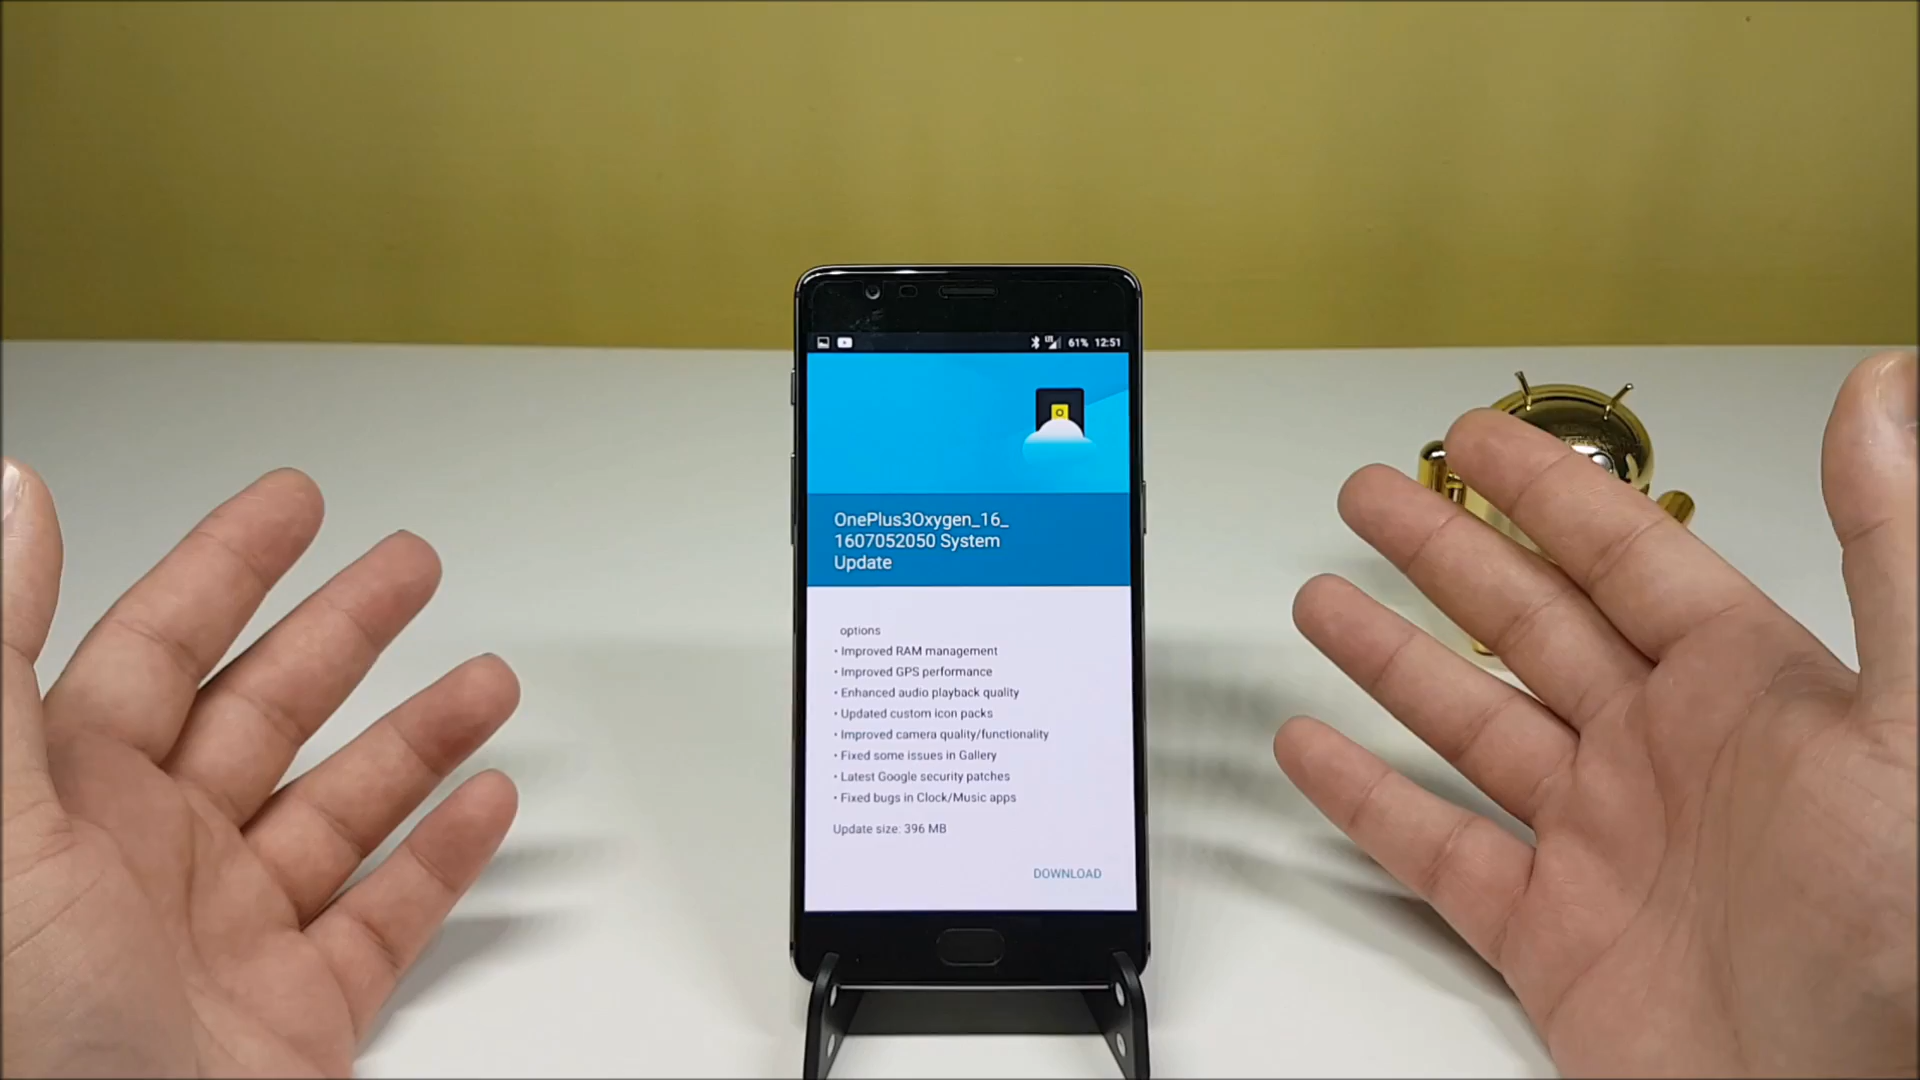 61% 12:51
OnePlus3Oxygen_16_
1607052050 System
Update
options
• Improved RAM management
• Improved GPS performance
• Enhanced audio playback quality
• Updated custom icon packs
• Improved camera quality/functionality
• Fixed some issues in Gallery
• Latest Google security patches
• Fixed bugs in Clock/Music apps
Update size: 396 MB
DOWNLOAD